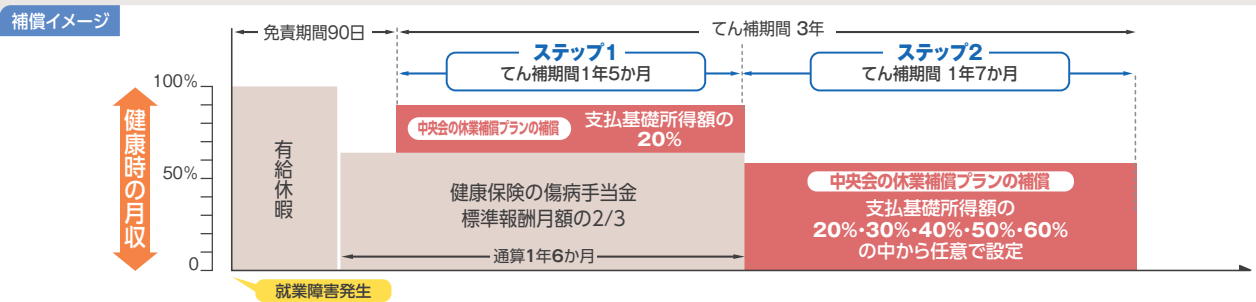 補償イメージ
免責期間90日
てん補期間 3年
ステップ1
てん補期間1年5か月
ステップ2
てん補期間 1年7か月
100%
50%
0
健康時の月収
有給休暇
中央会の休業補償プランの補償
支払基礎所得額の
20%
健康保険の傷病手当金
標準報酬月額の2/3
通算1年6か月
中央会の休業補償プランの補償
支払基礎所得額の
20%・30%・40%・50%・60%
の中から任意で設定
就業障害発生